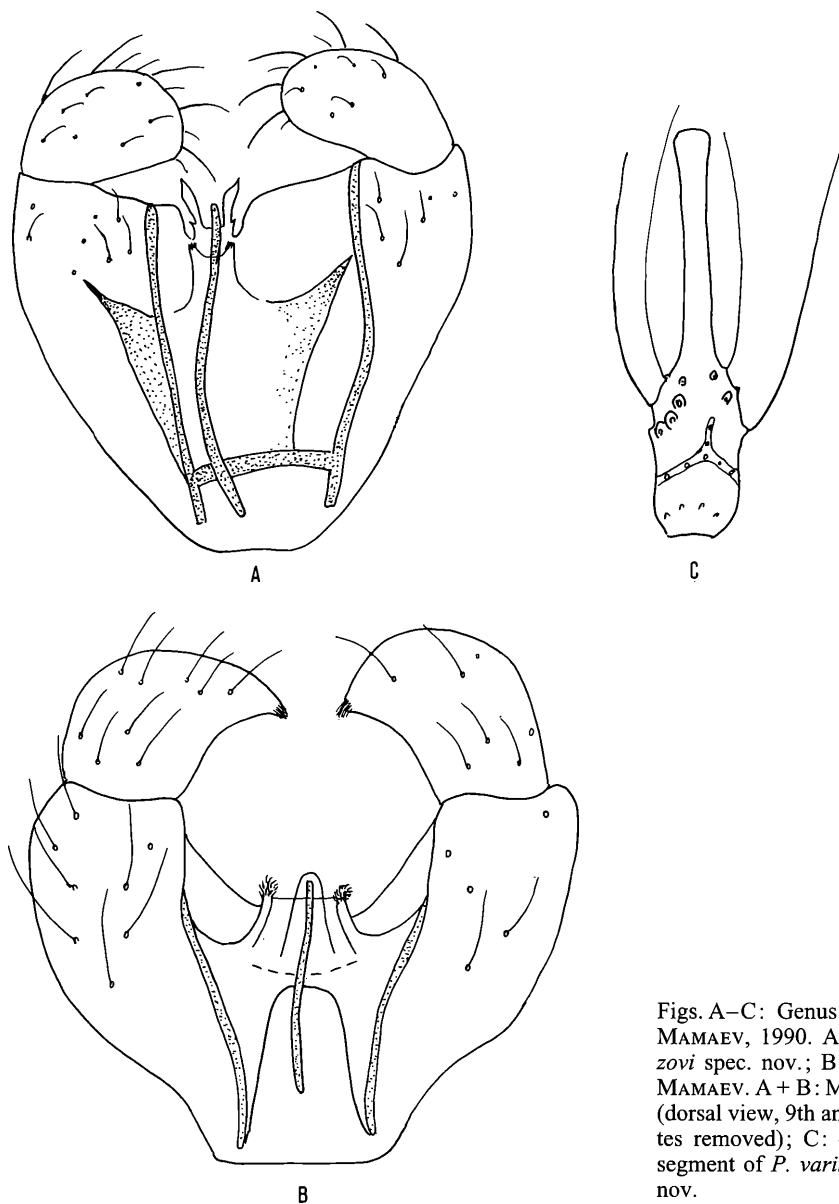 A
C
B
Figs. A–C: Genus
MAMAEV, 1990. A
zovi spec. nov.; B
MAMAEV. A + B: M
(dorsal view, 9th an
tes removed); C:
segment of P. vari
nov.